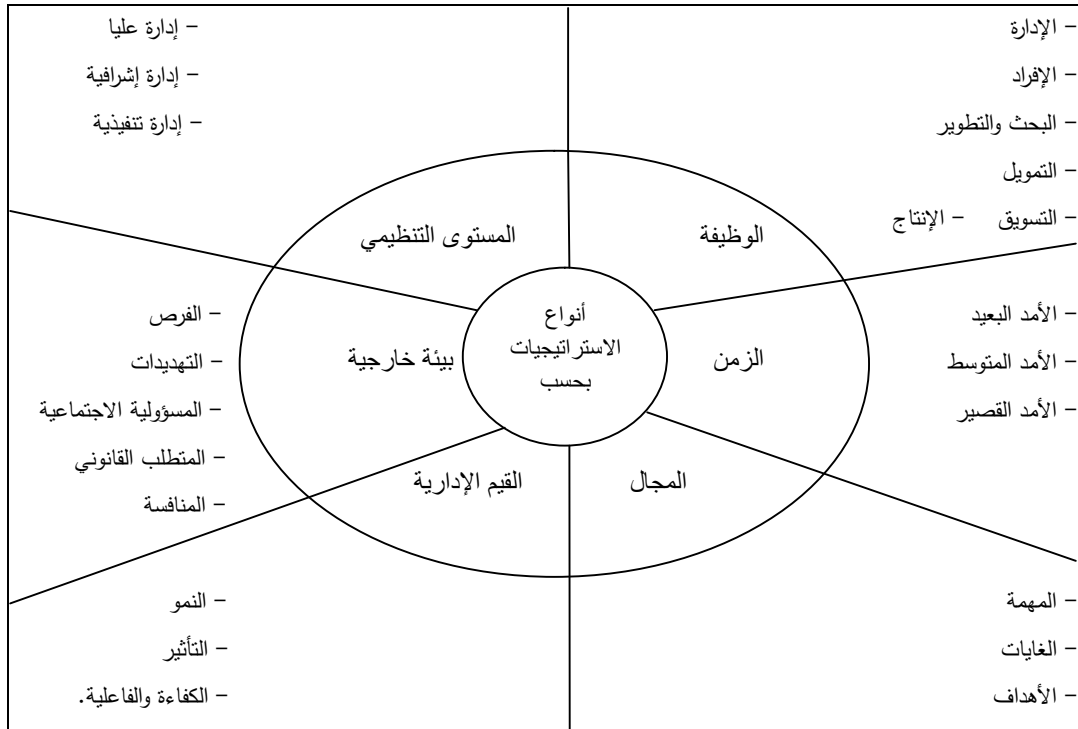 أنواع
الاستراتيجيات
بحسب
الوظيفة
- الإدارة
- الإفراد
- البحث والتطوير
- التمويل
- التسويق - الإنتاج
الزمن
- الأمد البعيد
- الأمد المتوسط
- الأمد القصير
المجال
- المهمة
- الغايات
- الأهداف
القيم الإدارية
- النمو
- التأثير
- الكفاءة والفاعلية.
بيئة خارجية
- الفرص
- التهديدات
- المسؤولية الاجتماعية
- المتطلب القانوني
- المنافسة
المستوى التنظيمي
- إدارة عليا
- إدارة إشرافية
- إدارة تنفيذية